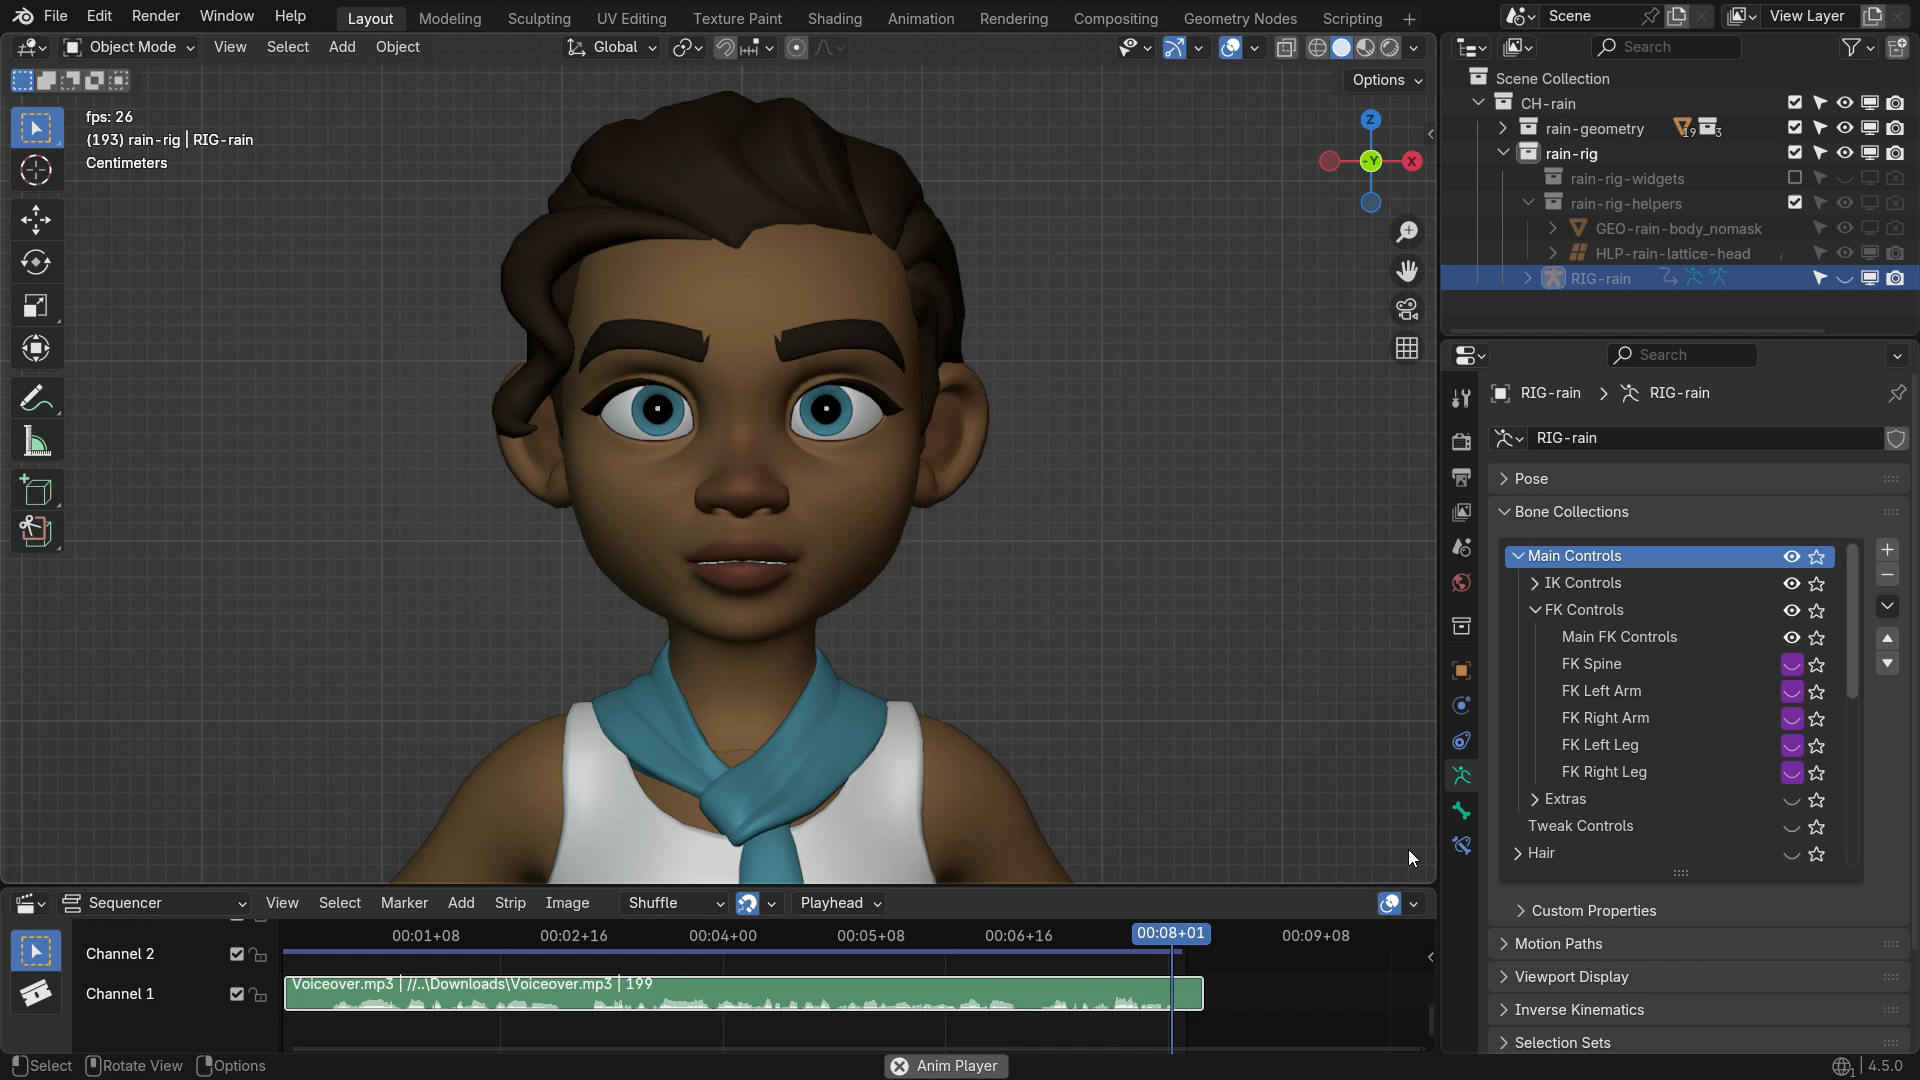 File Edit Render Window Help
Layout Modeling Sculpting UV Editing Texture Paint Shading Animation Rendering Compositing Geometry Nodes Scripting
Scene
View Layer
Object Mode View Select Add Object
Global
Search
Options
fps: 26
(193) rain-rig | RIG-rain
Centimeters
Z
-Y
X
Scene Collection
CH-rain
rain-geometry 19 3
rain-rig
rain-rig-widgets
rain-rig-helpers
GEO-rain-body_nomask
HLP-rain-lattice-head
RIG-rain
Search
RIG-rain > RIG-rain
RIG-rain
Pose
Bone Collections
Main Controls
IK Controls
FK Controls
Main FK Controls
FK Spine
FK Left Arm
FK Right Arm
FK Left Leg
FK Right Leg
Extras
Tweak Controls
Hair
Custom Properties
Motion Paths
Viewport Display
Inverse Kinematics
Selection Sets
Sequencer View Select Marker Add Strip Image Shuffle Playhead
00:01+08 00:02+16 00:04+00 00:05+08 00:06+16 00:08+01 00:09+08
Channel 2
Channel 1
Voiceover.mp3 | //..\Downloads\Voiceover.mp3 | 199
Select Rotate View Options
Anim Player
1 4.5.0